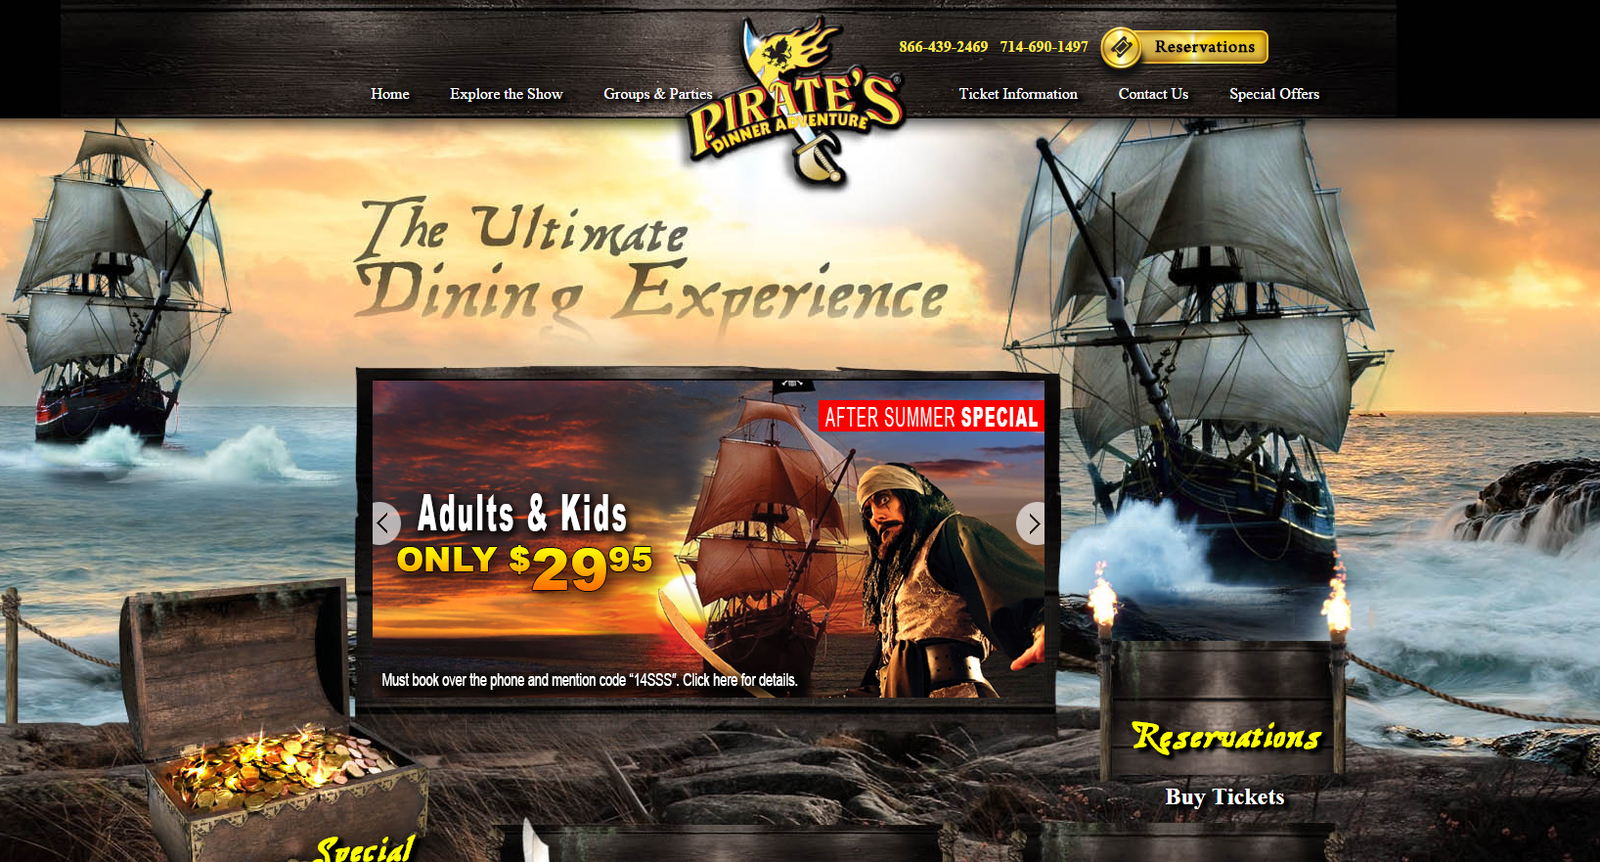 866-439-2469 714-690-1497 Reservations
Home Explore the Show Groups & Parties
PIRATE'S
DINNER ADVENTURE
Ticket Information Contact Us Special Offers
The Ultimate
Dining Experience
AFTER SUMMER SPECIAL
Adults & Kids
ONLY $2995
Must book over the phone and mention code "14SSS". Click here for details.
Reservations
Buy Tickets
Special